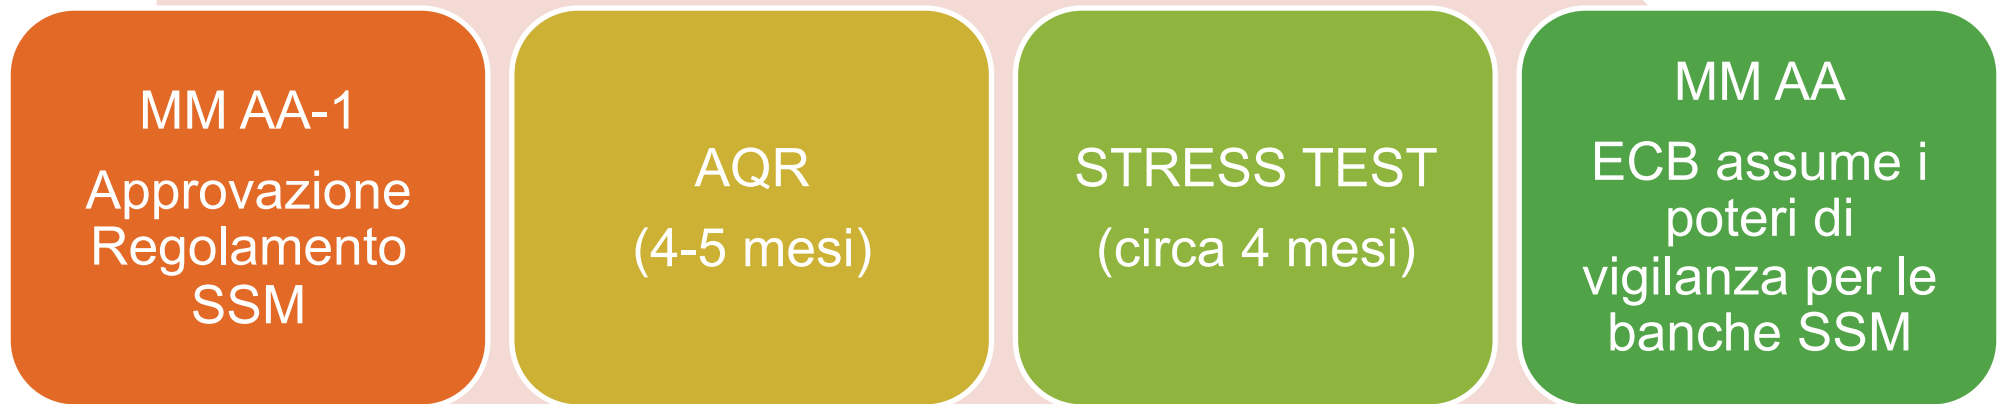 MM AA-1
Approvazione
Regolamento
SSM
AQR
(4-5 mesi)
STRESS TEST
(circa 4 mesi)
MM AA
ECB assume i
poteri di
vigilanza per le
banche SSM